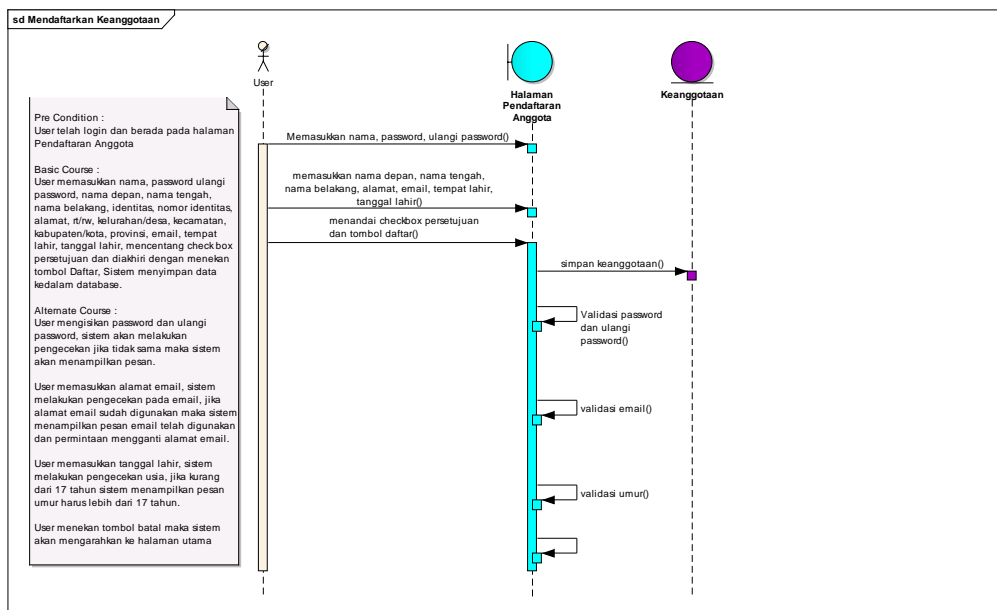 sd Mendaftarkan Keanggotaan
User
Halaman
Pendaftaran
Anggota
Keanggotaan
Pre Condition :
User telah login dan berada pada halaman
Pendaftaran Anggota
Basic Course :
User memasukkan nama, password ulangi
password, nama depan, nama tengah,
nama belakang, identitas, nomor identitas,
alamat, rt/rw, kelurahan/desa, kecamatan,
kabupaten/kota, provinsi, email, tempat
lahir, tanggal lahir, mencentang checkbox
persetujuan dan diakhiri dengan menekan
tombol Daftar, Sistem menyimpan data
kedalam database.
Alternate Course :
User mengisikan password dan ulangi
password, sistem akan melakukan
pengecekan jika tidak sama maka sistem
akan menampilkan pesan.
User memasukkan alamat email, sistem
melakukan pengecekan pada email, jika
alamat email sudah digunakan maka sistem
menampilkan pesan email telah digunakan
dan permintaan mengganti alamat email.
User memasukkan tanggal lahir, sistem
melakukan pengecekan usia, jika kurang
dari 17 tahun sistem menampilkan pesan
umur harus lebih dari 17 tahun.
User menekan tombol batal maka sistem
akan mengarahkan ke halaman utama
Memasukkan nama, password, ulangi password()
memasukkan nama depan, nama tengah,
nama belakang, alamat, email, tempat lahir,
tanggal lahir()
menandai checkbox persetujuan
dan tombol daftar()
simpan keanggotaan()
Validasi password
dan ulangi
password()
validasi email()
validasi umur()